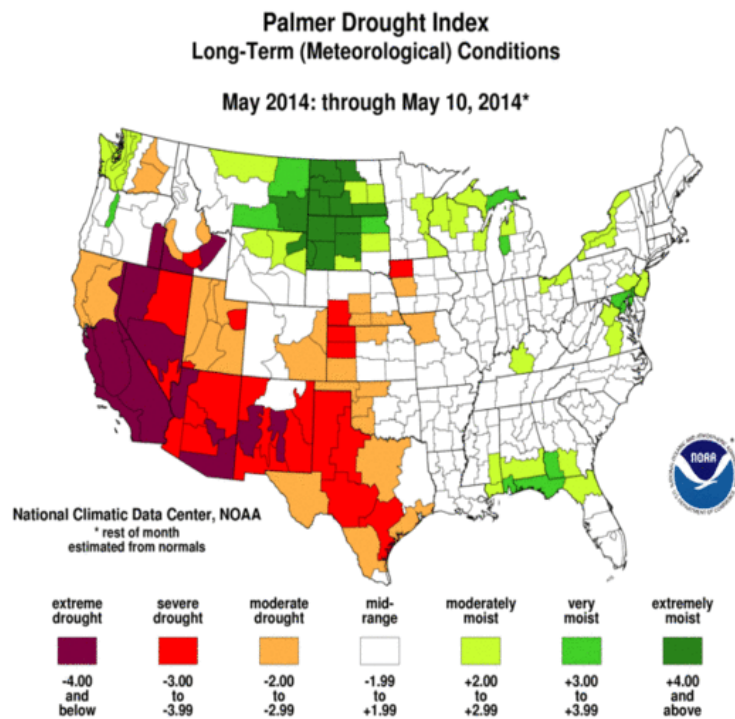 Palmer Drought Index
Long-Term (Meteorological) Conditions
May 2014: through May 10, 2014*
NOAA
National Climatic Data Center, NOAA
* rest of month
estimated from normals
extreme drought
severe drought
moderate drought
mid-range
moderately moist
very moist
extremely moist
-4.00 and below
-3.00 to -3.99
-2.00 to -2.99
-1.99 to +1.99
+2.00 to +2.99
+3.00 to +3.99
+4.00 and above